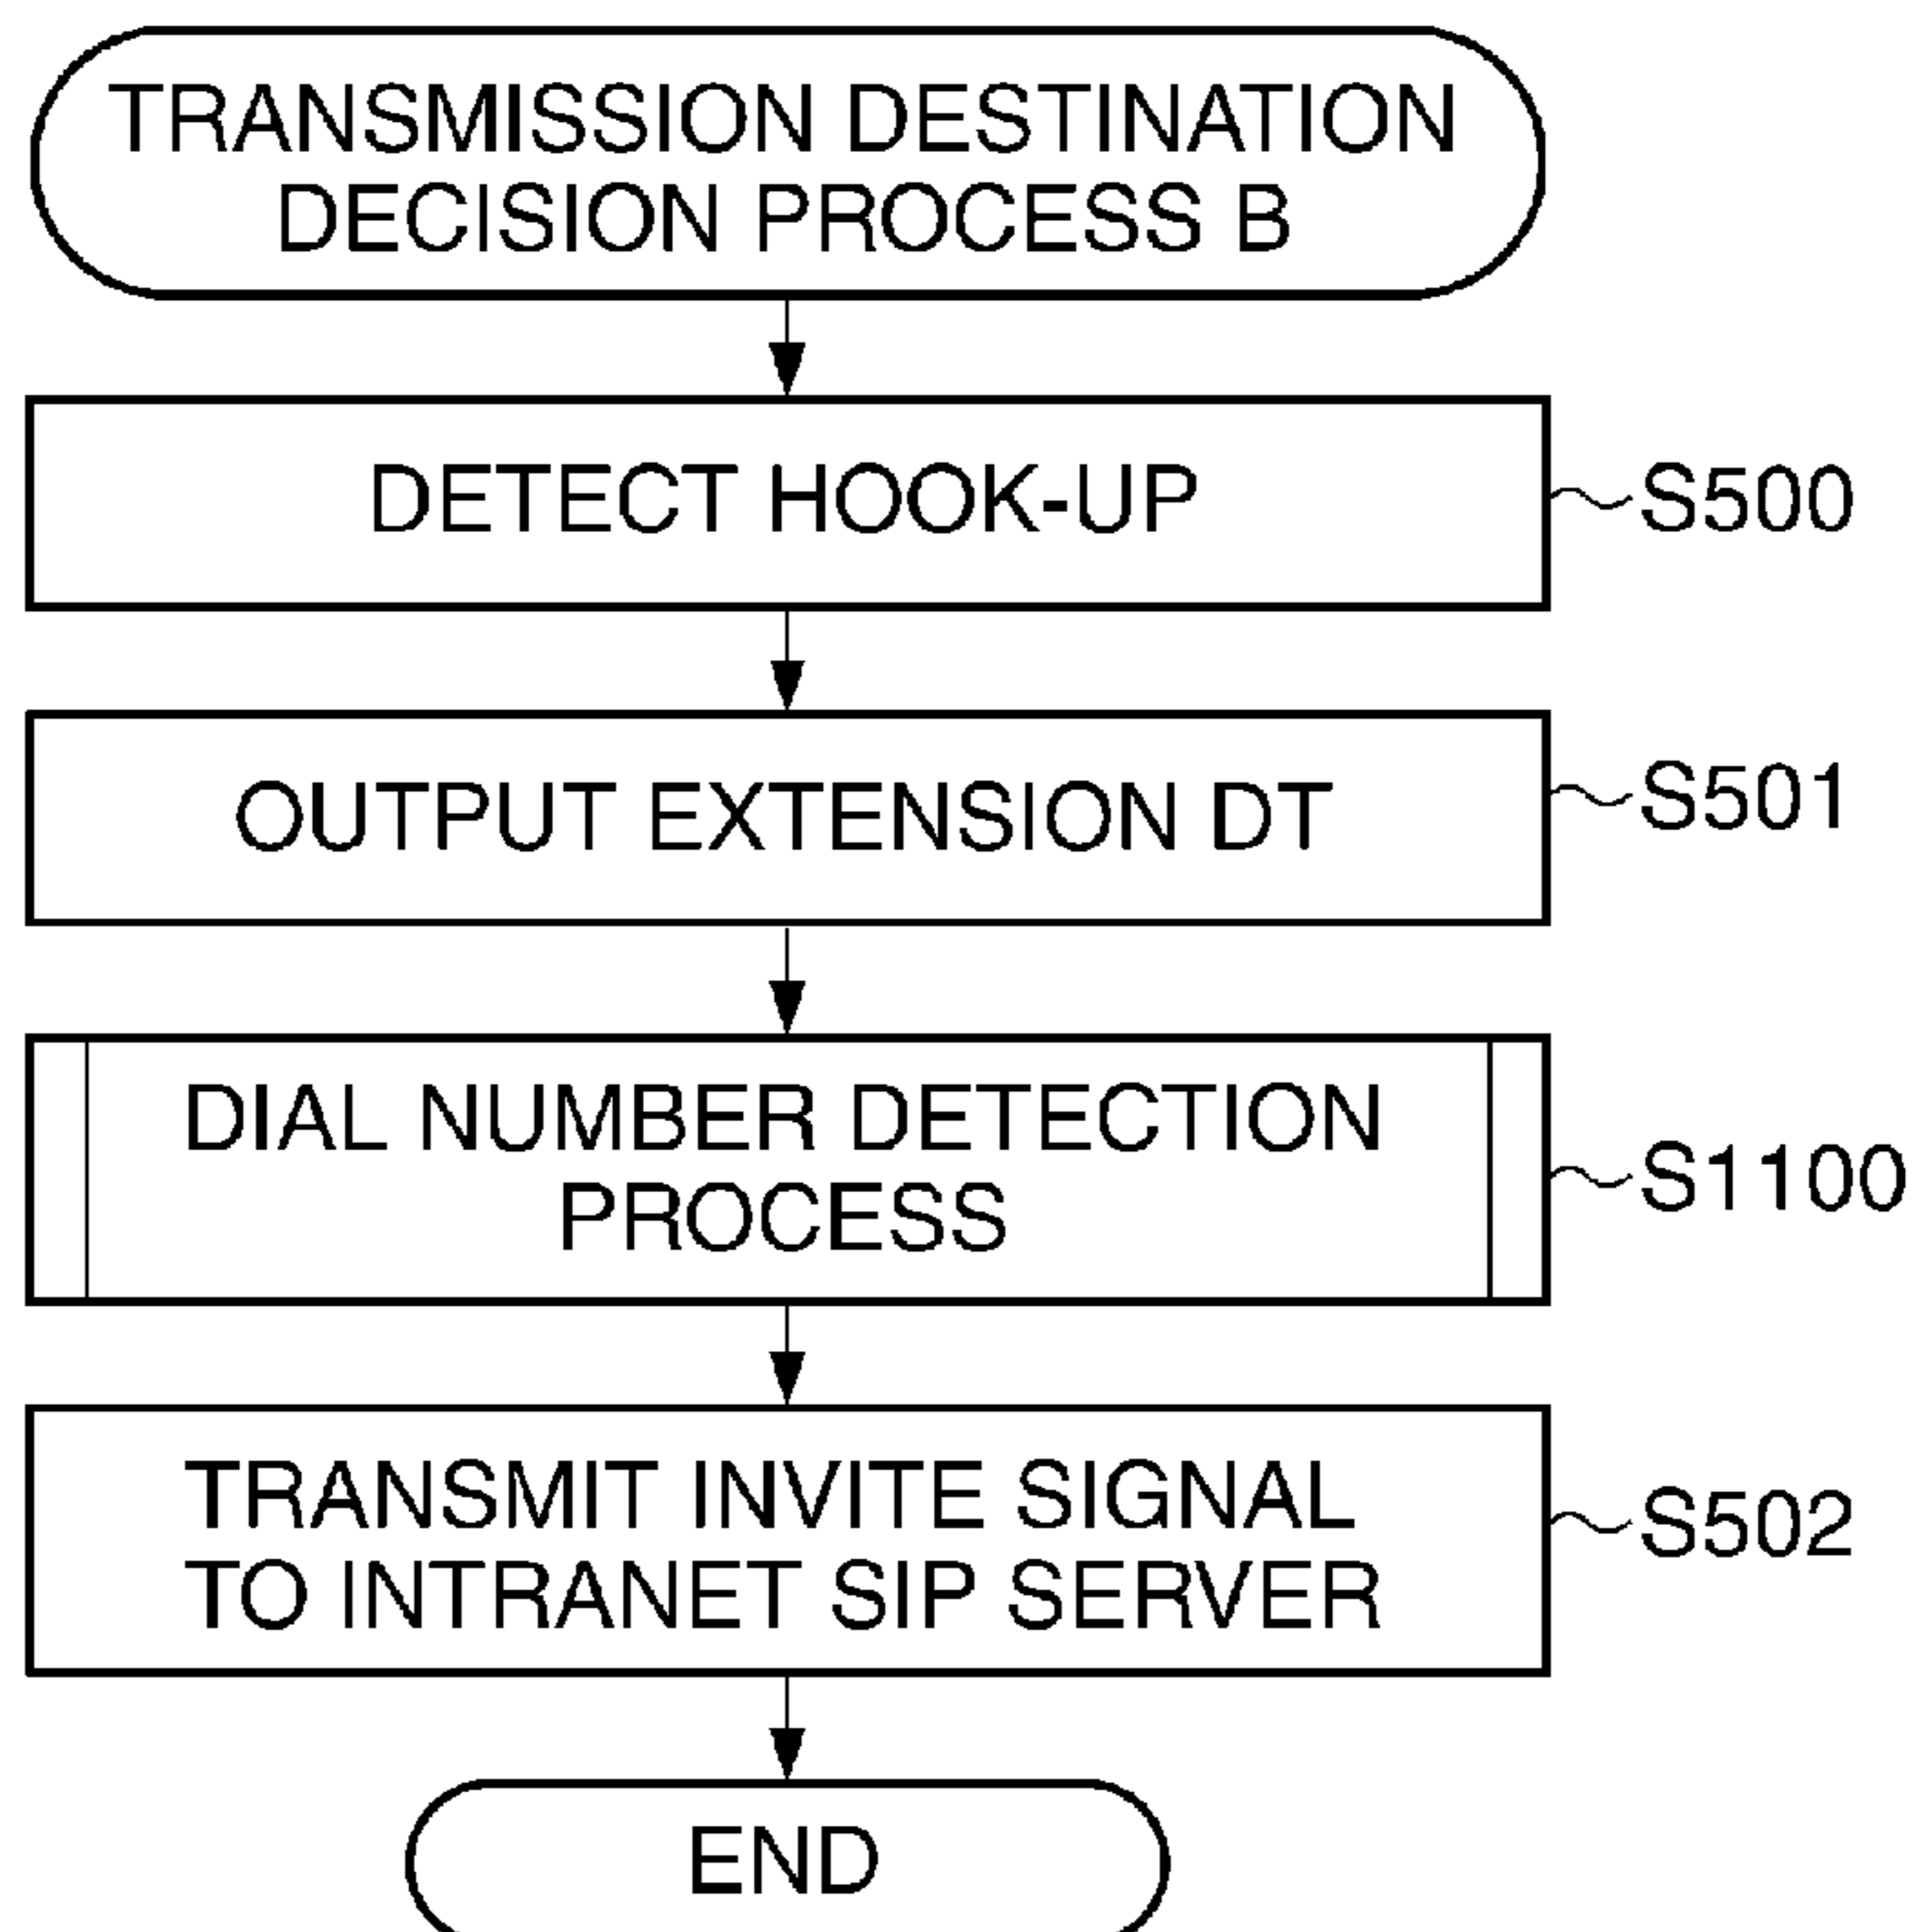 TRANSMISSION DESTINATION
DECISION PROCESS B
DETECT HOOK-UP
S500
OUTPUT EXTENSION DT
S501
DIAL NUMBER DETECTION
PROCESS
S1100
TRANSMIT INVITE SIGNAL
TO INTRANET SIP SERVER
S502
END